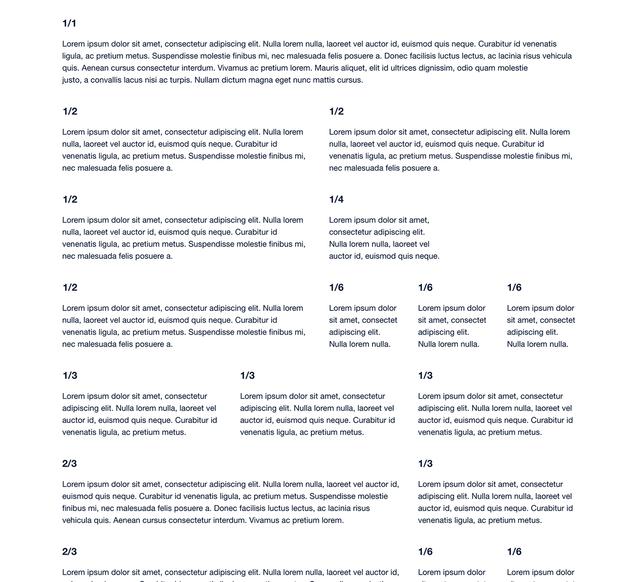 1/1
Lorem ipsum dolor sit amet, consectetur adipiscing elit. Nulla lorem nulla, laoreet vel auctor id, euismod quis neque. Curabitur id venenatis
ligula, ac pretium metus. Suspendisse molestie finibus mi, nec malesuada felis posuere a. Donec facilisis luctus lectus, ac lacinia risus vehicula
quis. Aenean cursus consectetur interdum. Vivamus ac pretium lorem. Mauris aliquet, elit id ultrices dignissim, odio quam molestie
justo, a convallis lacus nisi ac turpis. Nullam dictum magna eget nunc mattis cursus.
1/2
Lorem ipsum dolor sit amet, consectetur adipiscing elit. Nulla lorem
nulla, laoreet vel auctor id, euismod quis neque. Curabitur id
venenatis ligula, ac pretium metus. Suspendisse molestie finibus mi,
nec malesuada felis posuere a.
1/2
Lorem ipsum dolor sit amet, consectetur adipiscing elit. Nulla lorem
nulla, laoreet vel auctor id, euismod quis neque. Curabitur id
venenatis ligula, ac pretium metus. Suspendisse molestie finibus mi,
nec malesuada felis posuere a.
1/2
Lorem ipsum dolor sit amet, consectetur adipiscing elit. Nulla lorem
nulla, laoreet vel auctor id, euismod quis neque. Curabitur id
venenatis ligula, ac pretium metus. Suspendisse molestie finibus mi,
nec malesuada felis posuere a.
1/4
Lorem ipsum dolor sit amet,
consectetur adipiscing elit.
Nulla lorem nulla, laoreet vel
auctor id, euismod quis neque.
1/2
Lorem ipsum dolor sit amet, consectetur adipiscing elit. Nulla lorem
nulla, laoreet vel auctor id, euismod quis neque. Curabitur id
venenatis ligula, ac pretium metus. Suspendisse molestie finibus mi,
nec malesuada felis posuere a.
1/6
Lorem ipsum dolor
sit amet, consectet
adipiscing elit.
Nulla lorem nulla.
1/6
Lorem ipsum dolor
sit amet, consectet
adipiscing elit.
Nulla lorem nulla.
1/6
Lorem ipsum dolor
sit amet, consectet
adipiscing elit.
Nulla lorem nulla.
1/3
Lorem ipsum dolor sit amet, consectetur
adipiscing elit. Nulla lorem nulla, laoreet vel
auctor id, euismod quis neque. Curabitur id
venenatis ligula, ac pretium metus.
1/3
Lorem ipsum dolor sit amet, consectetur
adipiscing elit. Nulla lorem nulla, laoreet vel
auctor id, euismod quis neque. Curabitur id
venenatis ligula, ac pretium metus.
1/3
Lorem ipsum dolor sit amet, consectetur
adipiscing elit. Nulla lorem nulla, laoreet vel
auctor id, euismod quis neque. Curabitur id
venenatis ligula, ac pretium metus.
2/3
Lorem ipsum dolor sit amet, consectetur adipiscing elit. Nulla lorem nulla, laoreet vel auctor id,
euismod quis neque. Curabitur id venenatis ligula, ac pretium metus. Suspendisse molestie
finibus mi, nec malesuada felis posuere a. Donec facilisis luctus lectus, ac lacinia risus
vehicula quis. Aenean cursus consectetur interdum. Vivamus ac pretium lorem.
1/3
Lorem ipsum dolor sit amet, consectetur
adipiscing elit. Nulla lorem nulla, laoreet vel
auctor id, euismod quis neque. Curabitur id
venenatis ligula, ac pretium metus.
2/3
Lorem ipsum dolor sit amet, consectetur adipiscing elit. Nulla lorem nulla, laoreet vel auctor id,
1/6
Lorem ipsum dolor
1/6
Lorem ipsum dolor